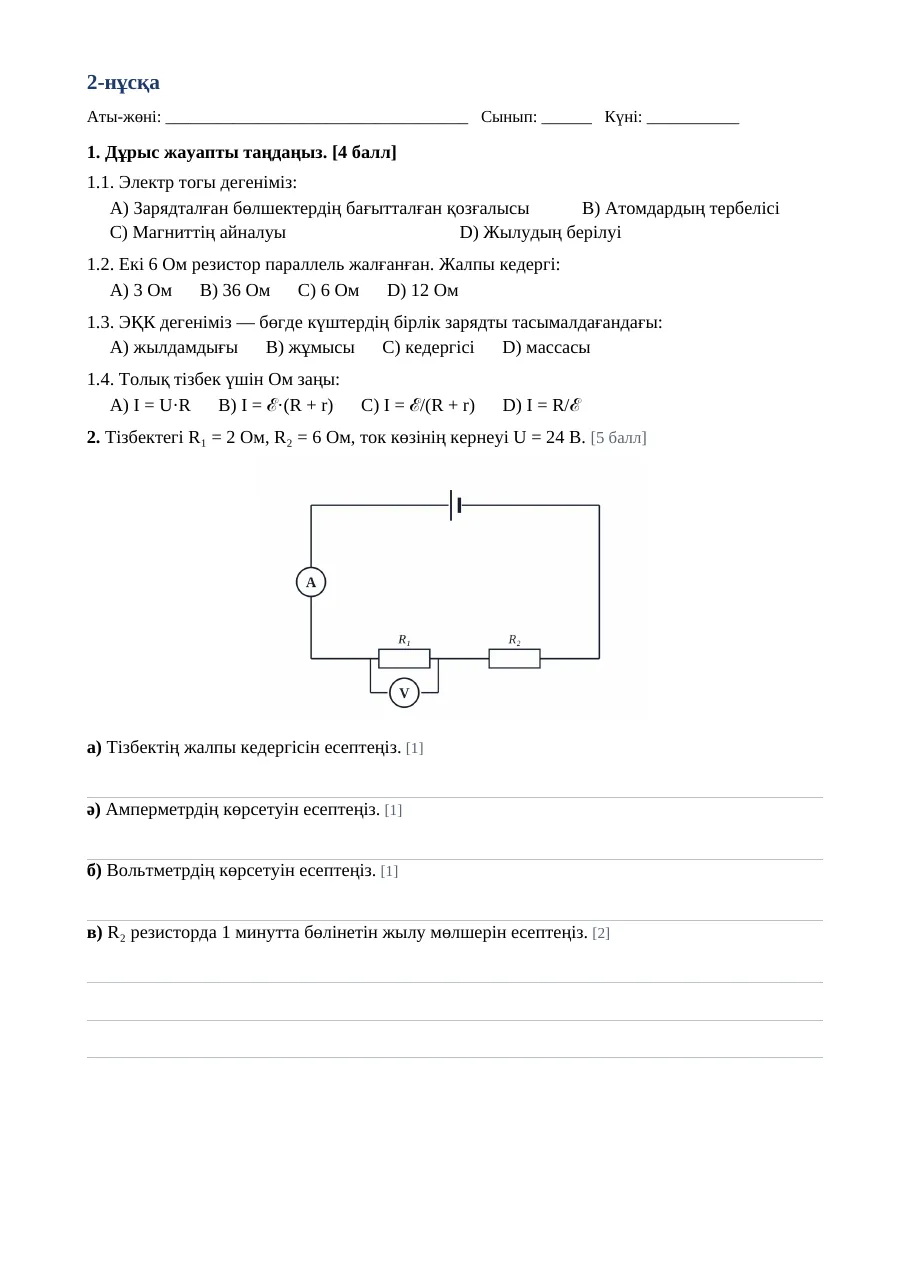 2-нұсқа
Аты-жөні: ____________________________________ Сынып: ______ Күні: ___________
1. Дұрыс жауапты таңдаңыз. [4 балл]
1.1. Электр тогы дегеніміз:
A) Зарядталған бөлшектердің бағытталған қозғалысы B) Атомдардың тербелісі
C) Магниттің айналуы D) Жылудың берілуі
1.2. Екі 6 Ом резистор параллель жалғанған. Жалпы кедергі:
A) 3 Ом B) 36 Ом C) 6 Ом D) 12 Ом
1.3. ЭҚК дегеніміз — бөгде күштердің бірлік зарядты тасымалдағандағы:
A) жылдамдығы B) жұмысы C) кедергісі D) массасы
1.4. Толық тізбек үшін Ом заңы:
A) I = U·R B) I = ℰ·(R + r) C) I = ℰ/(R + r) D) I = R/ℰ
2. Тізбектегі R₁ = 2 Ом, R₂ = 6 Ом, ток көзінің кернеуі U = 24 В. [5 балл]
A
R₁ R₂
V
а) Тізбектің жалпы кедергісін есептеңіз. [1]
ә) Амперметрдің көрсетуін есептеңіз. [1]
б) Вольтметрдің көрсетуін есептеңіз. [1]
в) R₂ резисторда 1 минутта бөлінетін жылу мөлшерін есептеңіз. [2]